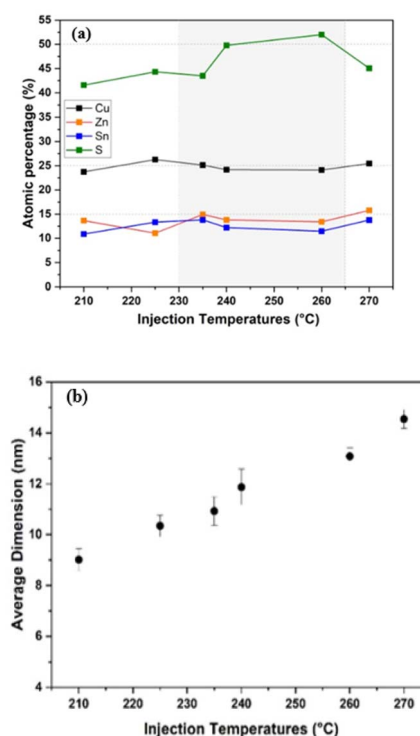 (a)
Atomic percentage (%)
55
50
45
40
35
30
25
20
15
10
5
0
Cu
Zn
Sn
S
210 220 230 240 250 260 270
Injection Temperatures (°C)
(b)
Average Dimension (nm)
16
14
12
10
8
6
4
210 220 230 240 250 260 270
Injection Temperatures (°C)